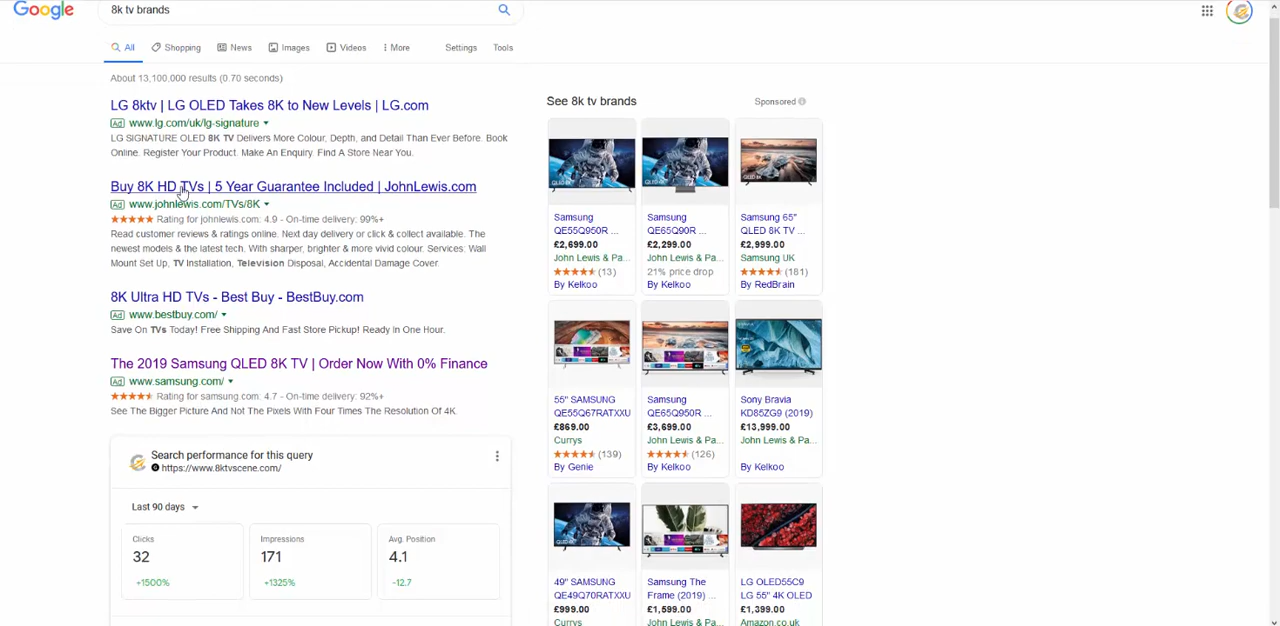 Google
8k tv brands
All
Shopping
News
Images
Videos
More
Settings
Tools
About 13,100,000 results (0.70 seconds)
LG 8ktv | LG OLED Takes 8K to New Levels | LG.com
Ad www.lg.com/uk/lg-signature
LG SIGNATURE OLED 8K TV Delivers More Colour, Depth, and Detail Than Ever Before. Book
Online. Register Your Product. Make An Enquiry. Find A Store Near You.
Buy 8K HD TVs | 5 Year Guarantee Included | JohnLewis.com
Ad www.johnlewis.com/TVs/8K
Rating for johnlewis.com: 4.9 - On-time delivery: 99%+
Read customer reviews & ratings online. Next day delivery or click & collect available. The
newest models & the latest tech. With sharper, brighter & more vivid colour. Services: Wall
Mount Set Up, TV Installation, Television Disposal, Accidental Damage Cover.
8K Ultra HD TVs - Best Buy - BestBuy.com
Ad www.bestbuy.com/
Save On TVs Today! Free Shipping And Fast Store Pickup! Ready In One Hour.
The 2019 Samsung QLED 8K TV | Order Now With 0% Finance
Ad www.samsung.com/
Rating for samsung.com: 4.7 - On-time delivery: 92%+
See The Bigger Picture And Not The Pixels With Four Times The Resolution Of 4K.
Search performance for this query
https://www.8ktvscene.com/
Last 90 days
Clicks
32
+1500%
Impressions
171
+1325%
Avg. Position
4.1
-12.7
See 8k tv brands
Sponsored
Samsung
QE55Q950R ...
£2,699.00
John Lewis & Pa...
(13)
By Kelkoo
Samsung
QE65Q90R ...
£2,299.00
John Lewis & Pa...
21% price drop
By Kelkoo
Samsung 65"
QLED 8K TV ...
£2,999.00
Samsung UK
(181)
By RedBrain
55" SAMSUNG
QE55Q67RATXXU
£869.00
Currys
(139)
By Genie
Samsung
QE65Q950R ...
£3,699.00
John Lewis & Pa...
(126)
By Kelkoo
Sony Bravia
KD85ZG9 (2019)
£13,999.00
John Lewis & Pa...
By Kelkoo
49" SAMSUNG
QE49Q70RATXXU
£999.00
Currys
Samsung The
Frame (2019) ...
£1,599.00
John Lewis & Pa...
LG OLED55C9
LG 55" 4K OLED
£1,399.00
Amazon.co.uk